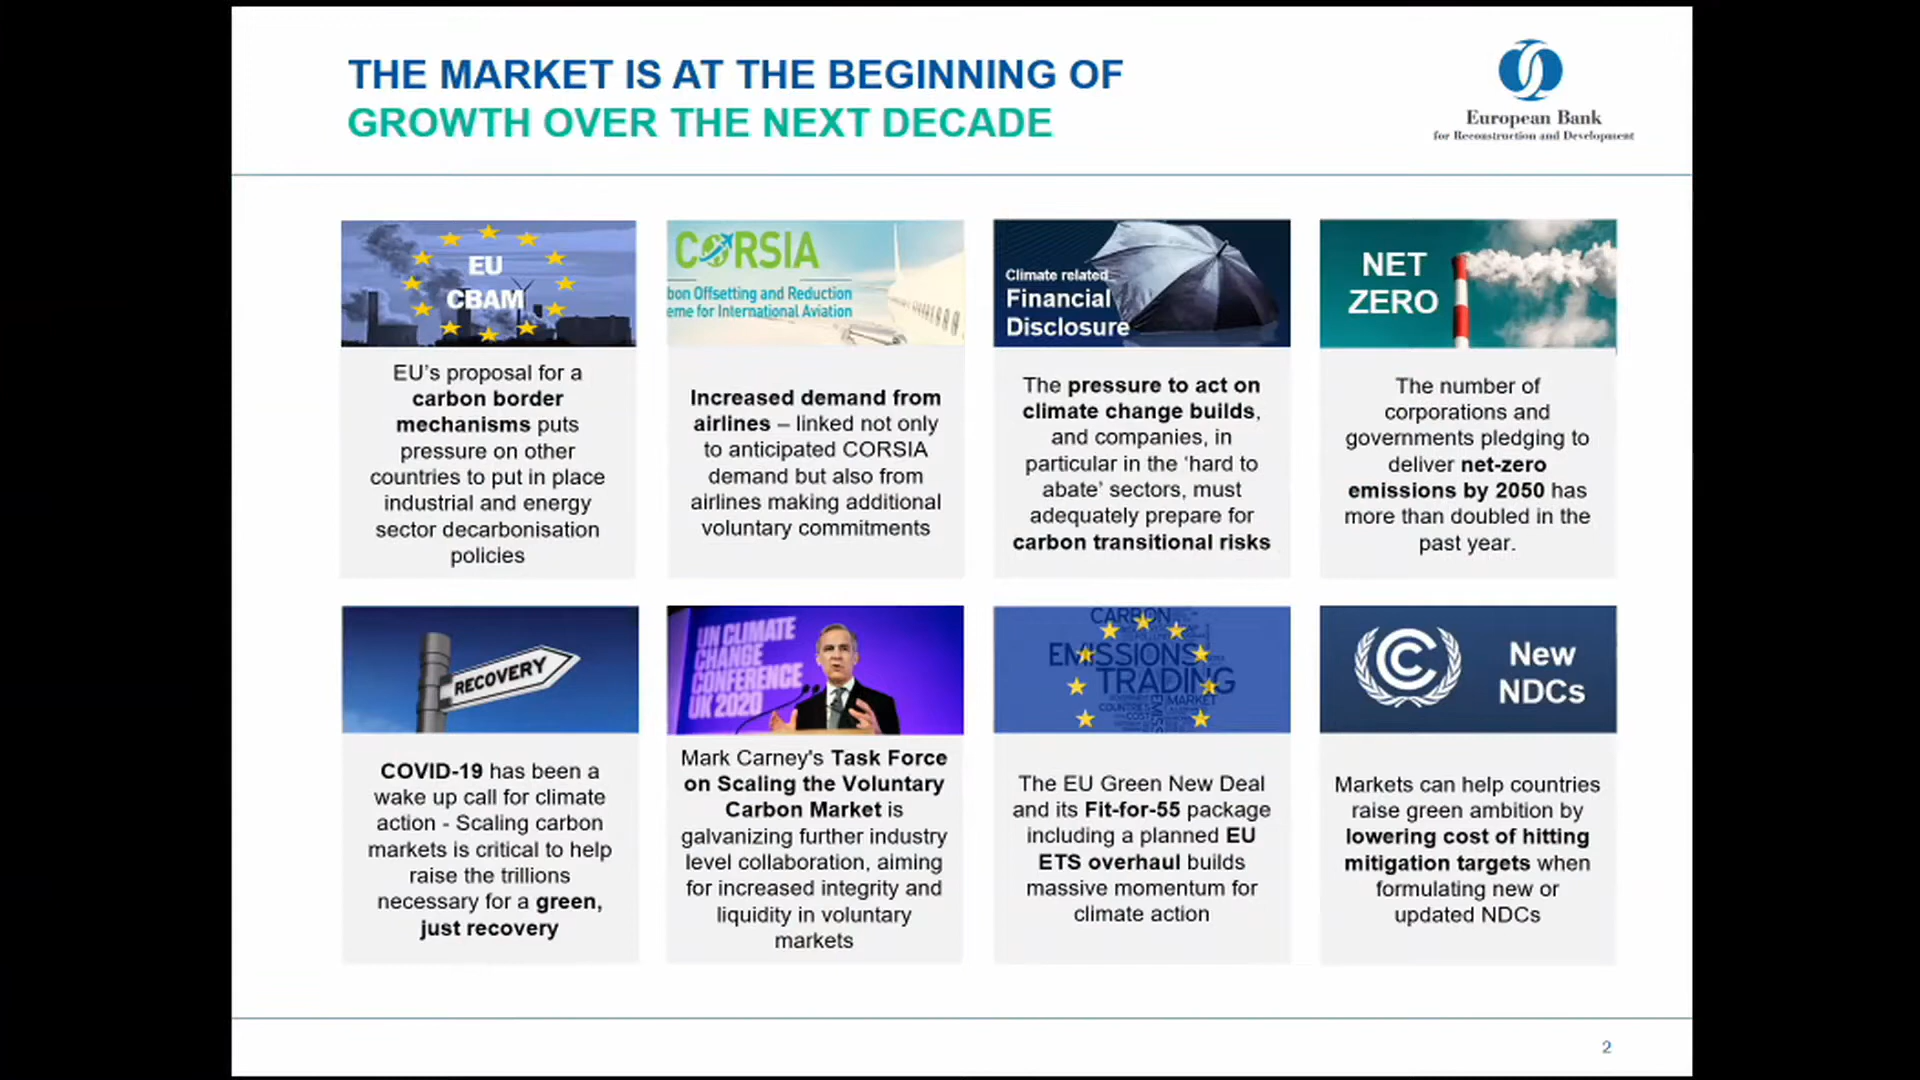 THE MARKET IS AT THE BEGINNING OF
GROWTH OVER THE NEXT DECADE
European Bank
for Reconstruction and Development
EU
CBAM
EU’s proposal for a
carbon border
mechanisms puts
pressure on other
countries to put in place
industrial and energy
sector decarbonisation
policies
CORSIA
bon Offsetting and Reduction
eme for International Aviation
Increased demand from
airlines – linked not only
to anticipated CORSIA
demand but also from
airlines making additional
voluntary commitments
Climate related
Financial
Disclosure
The pressure to act on
climate change builds,
and companies, in
particular in the ‘hard to
abate’ sectors, must
adequately prepare for
carbon transitional risks
NET
ZERO
The number of
corporations and
governments pledging to
deliver net-zero
emissions by 2050 has
more than doubled in the
past year.
RECOVERY
COVID-19 has been a
wake up call for climate
action - Scaling carbon
markets is critical to help
raise the trillions
necessary for a green,
just recovery
UN CLIMATE
CHANGE
CONFERENCE
UK 2020
Mark Carney's Task Force
on Scaling the Voluntary
Carbon Market is
galvanizing further industry
level collaboration, aiming
for increased integrity and
liquidity in voluntary
markets
CARBON
EMISSIONS
TRADING
MARKET
COUNTRIES
COST
The EU Green New Deal
and its Fit-for-55 package
including a planned EU
ETS overhaul builds
massive momentum for
climate action
New
NDCs
Markets can help countries
raise green ambition by
lowering cost of hitting
mitigation targets when
formulating new or
updated NDCs
2